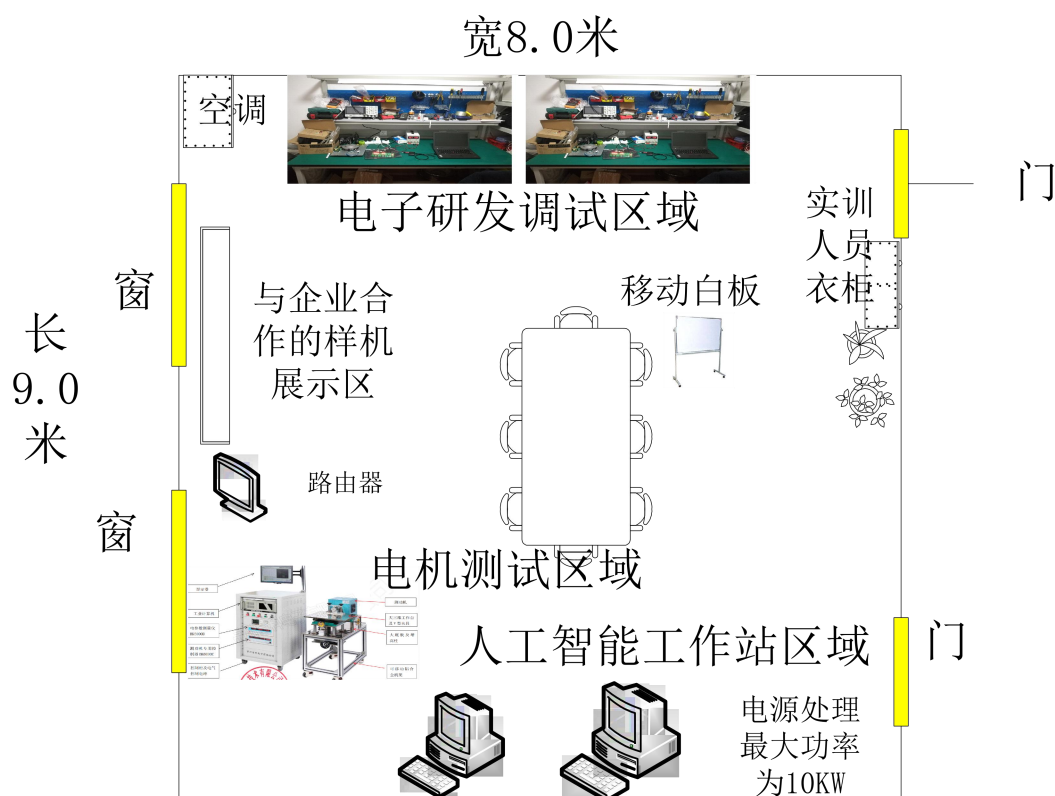 宽8.0米
空调
门
电子研发调试区域
实训
人员
衣柜
窗
与企业合
作的样机
展示区
移动白板
长
9.0
米
路由器
窗
电机测试区域
人工智能工作站区域
门
电源处理
最大功率
为10KW